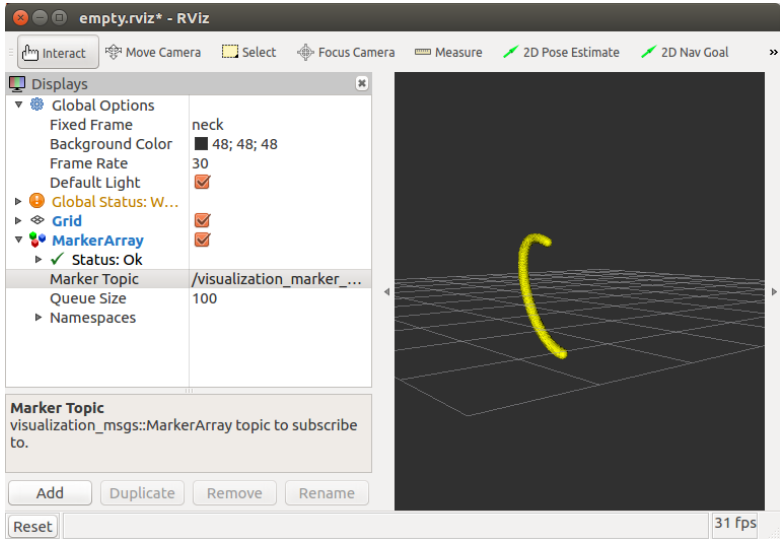 empty.rviz* - RViz
Interact Move Camera Select Focus Camera Measure 2D Pose Estimate 2D Nav Goal »
Displays
Global Options
Fixed Frame neck
Background Color 48; 48; 48
Frame Rate 30
Default Light
Global Status: W...
Grid
MarkerArray
Status: Ok
Marker Topic /visualization_marker_...
Queue Size 100
Namespaces
Marker Topic
visualization_msgs::MarkerArray topic to subscribe
to.
Add Duplicate Remove Rename
Reset 31 fps